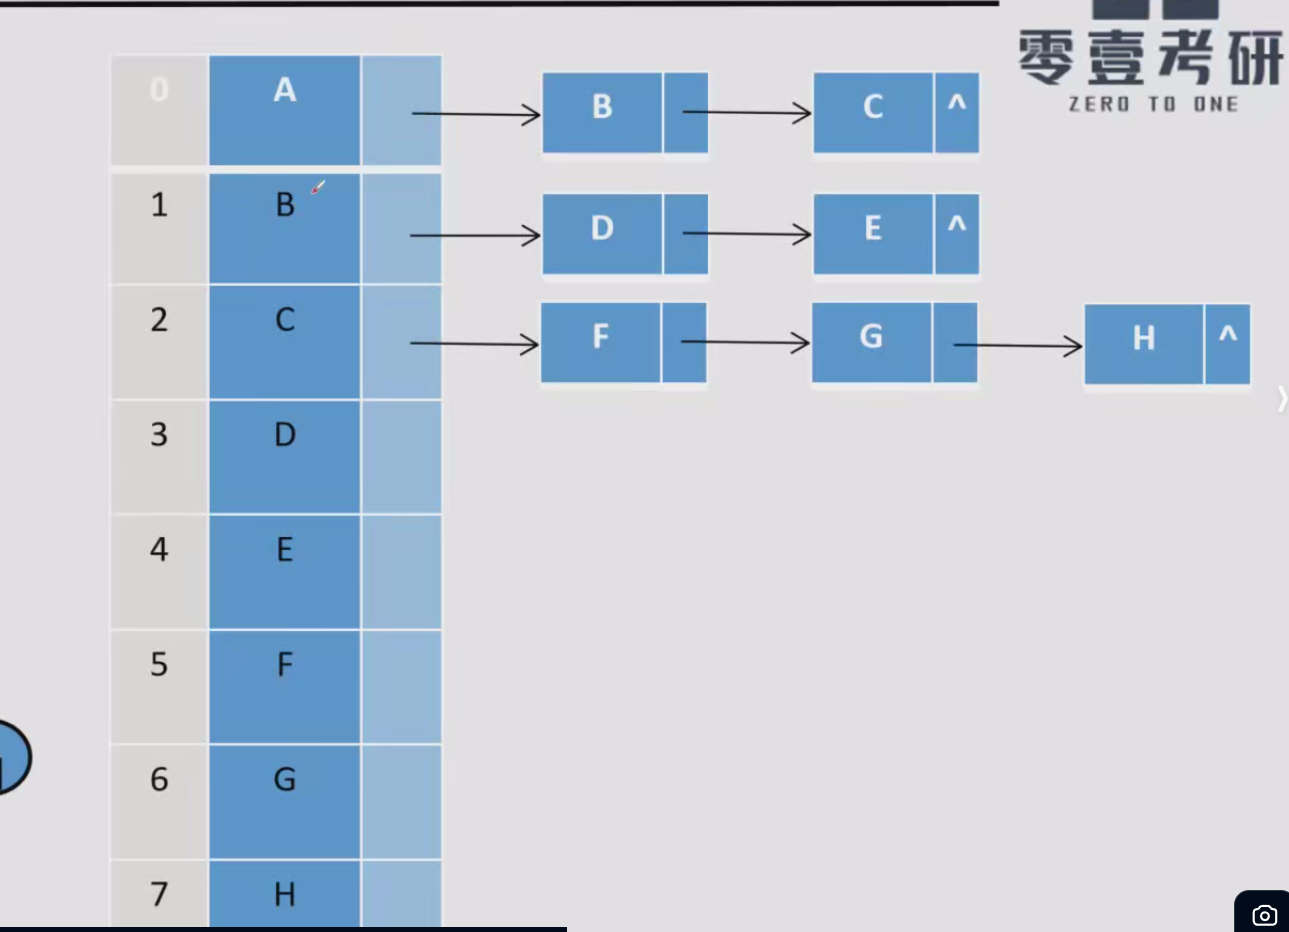 零壹考研
ZERO TO ONE
0 A B C ^
1 B D E ^
2 C F G H ^
3 D
4 E
5 F
6 G
7 H